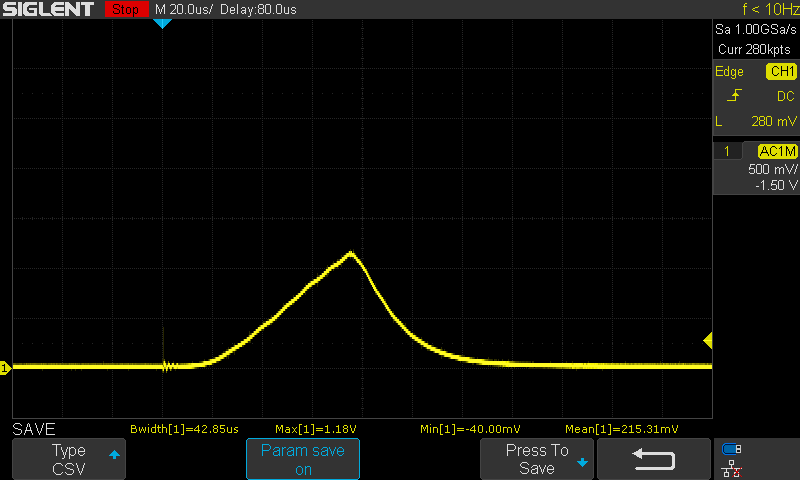 SIGLENT Stop M 20.0us/ Delay:80.0us f < 10Hz
Sa 1.00GSa/s
Curr 280kpts
Edge CH1
DC
L 280 mV
1 AC1M
500 mV/
-1.50 V
1
SAVE Bwidth[1]=42.85us Max[1]=1.18V Min[1]=-40.00mV Mean[1]=215.31mV
Type
CSV
Param save
on
Press To
Save